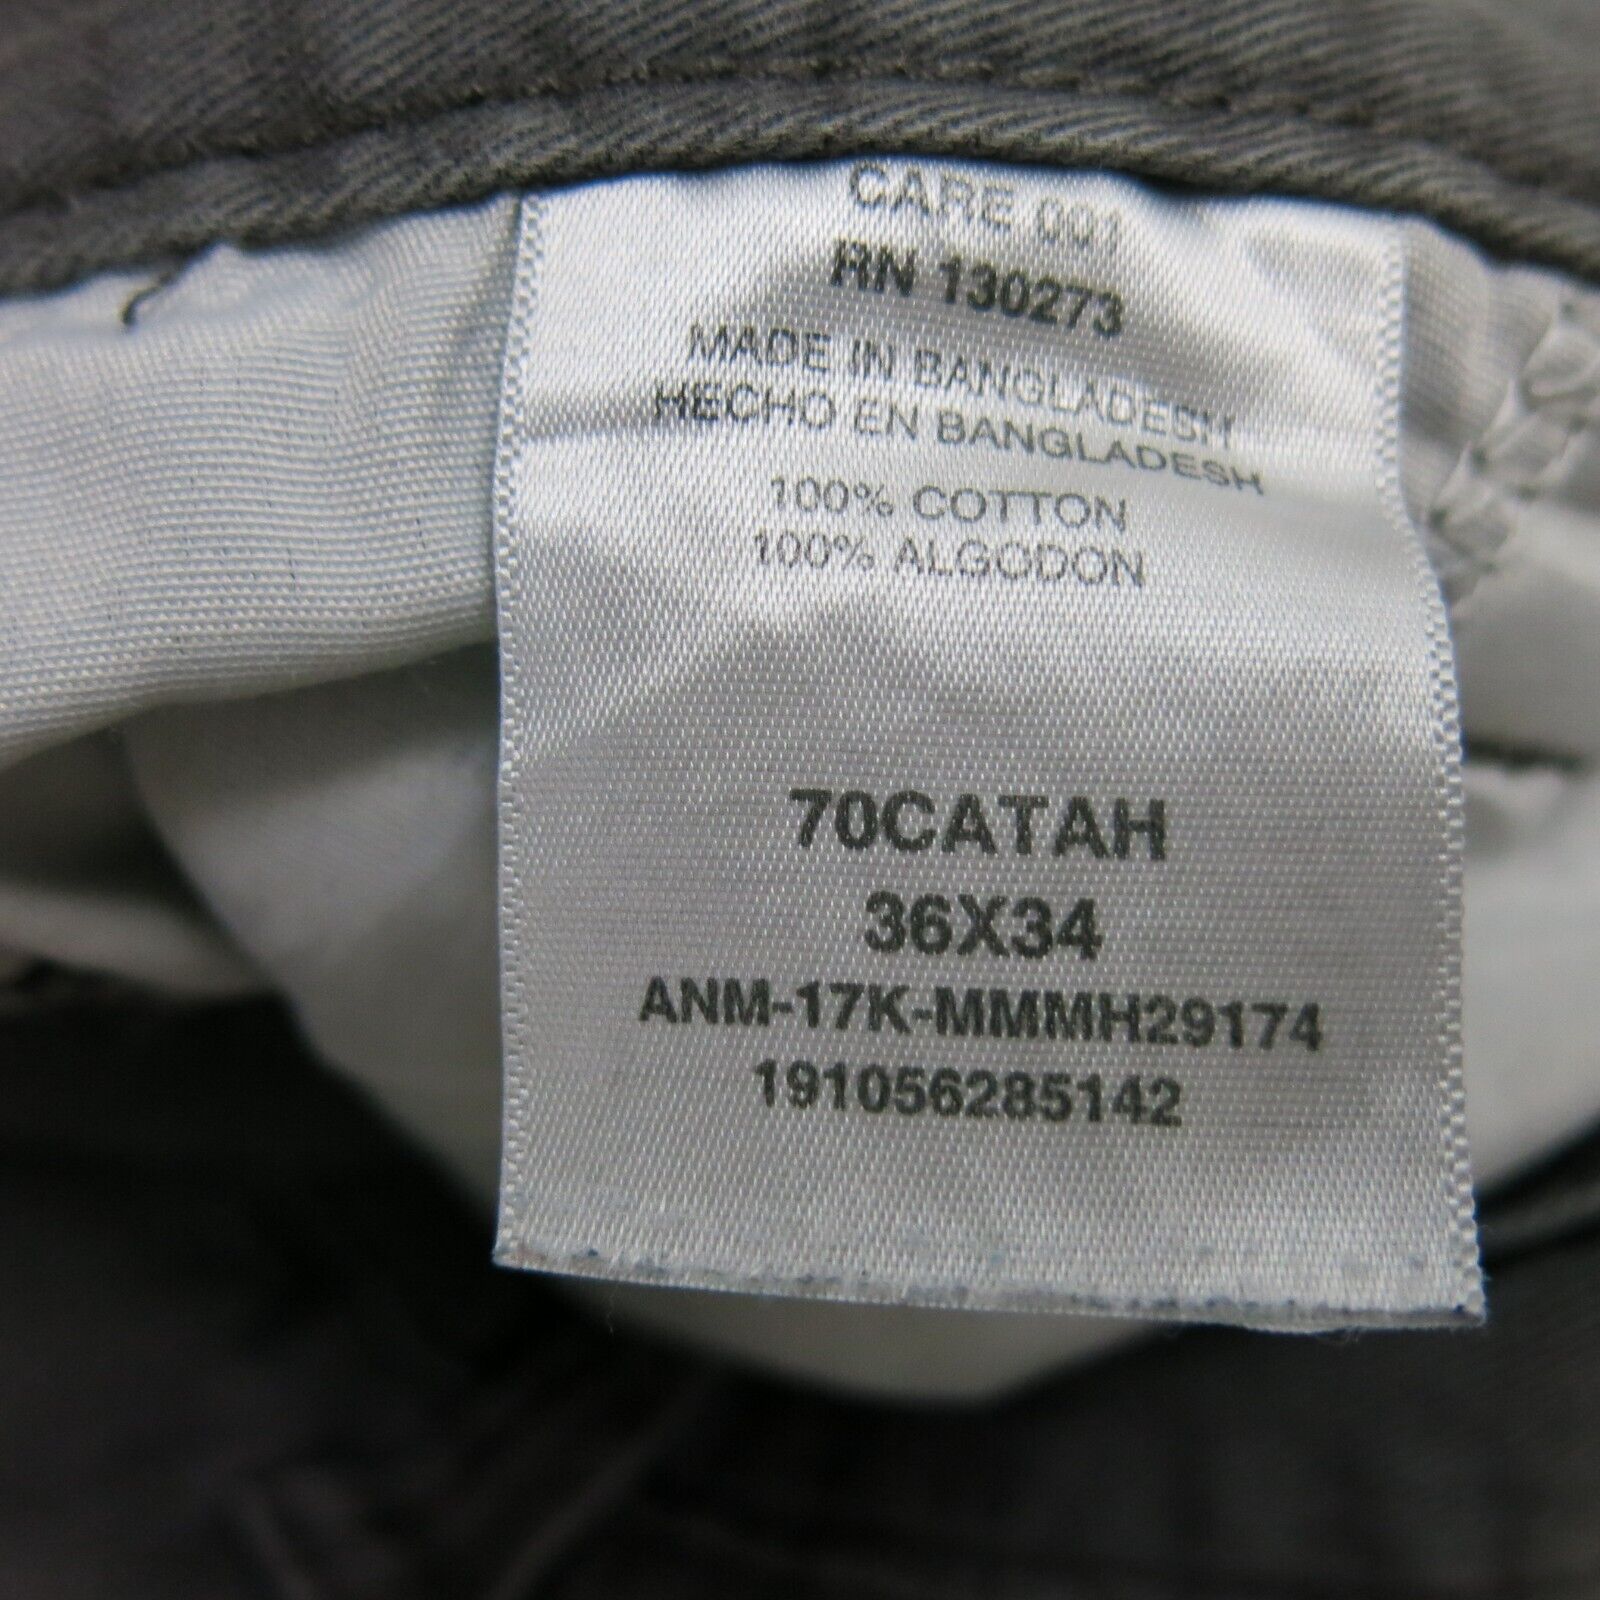 CARE 001
RN 130273
MADE IN BANGLADESH
HECHO EN BANGLADESH
100% COTTON
100% ALGODON
70CATAH
36X34
ANM-17K-MMMMH29174
191056285142